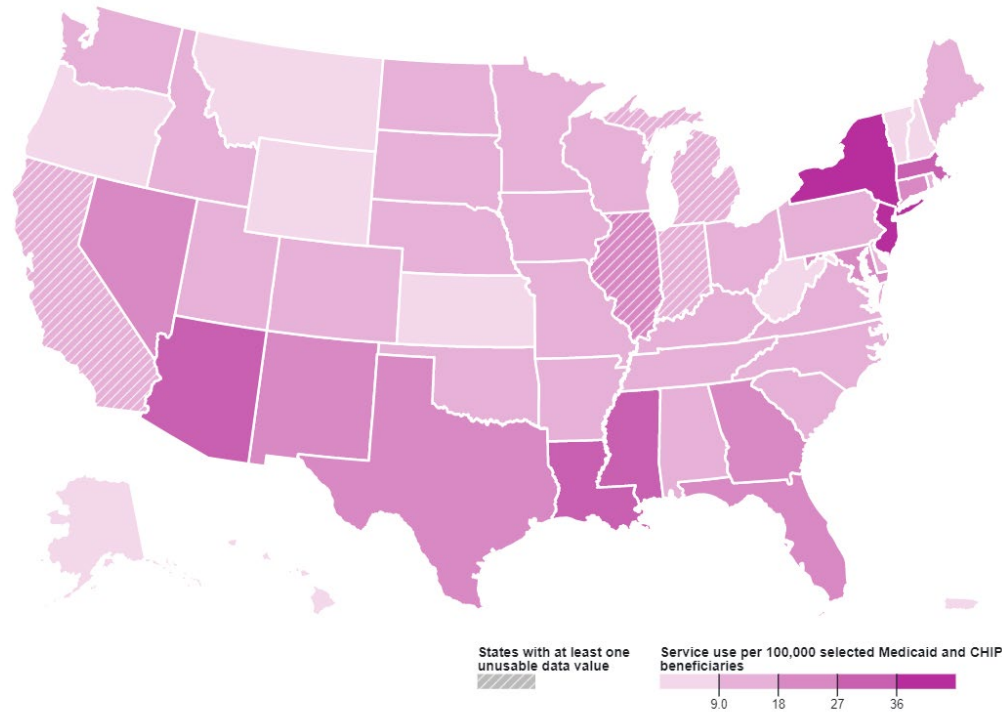 States with at least one
unusable data value
Service use per 100,000 selected Medicaid and CHIP
beneficiaries
9.0 18 27 36